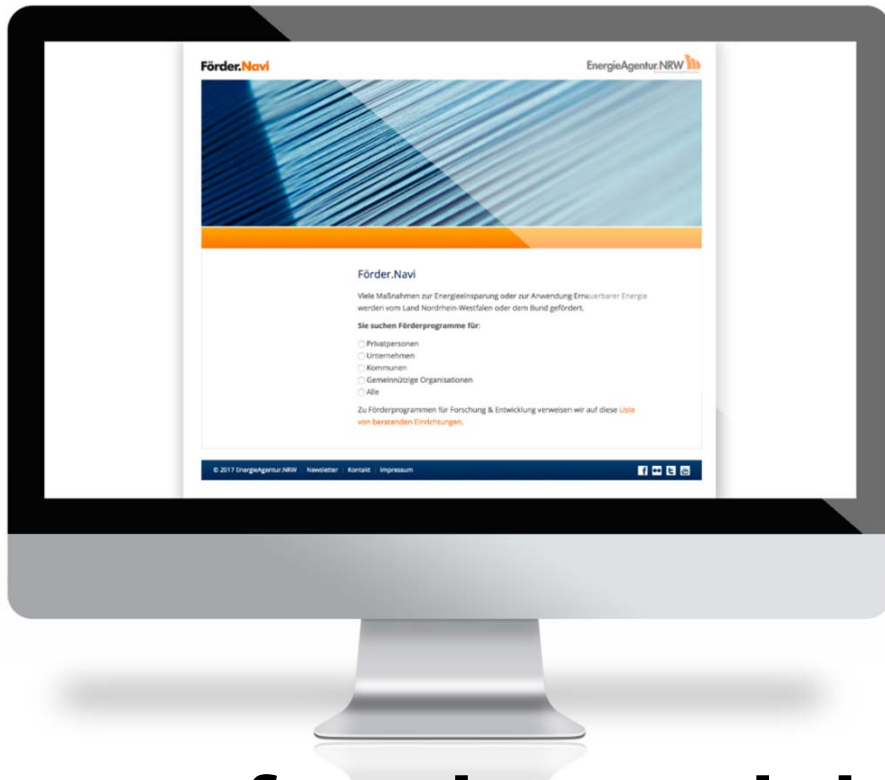 Förder.Navi
EnergieAgentur.NRW
Förder.Navi
Viele Maßnahmen zur Energieeinsparung oder zur Anwendung Erneuerbarer Energie
werden vom Land Nordrhein-Westfalen oder dem Bund gefördert.
Sie suchen Förderprogramme für:
Privatpersonen
Unternehmen
Kommunen
Gemeinnützige Organisationen
Alle
Zu Förderprogrammen für Forschung & Entwicklung verweisen wir auf diese Liste
von beratenden Einrichtungen.
© 2017 EnergieAgentur.NRW | Newsletter | Kontakt | Impressum